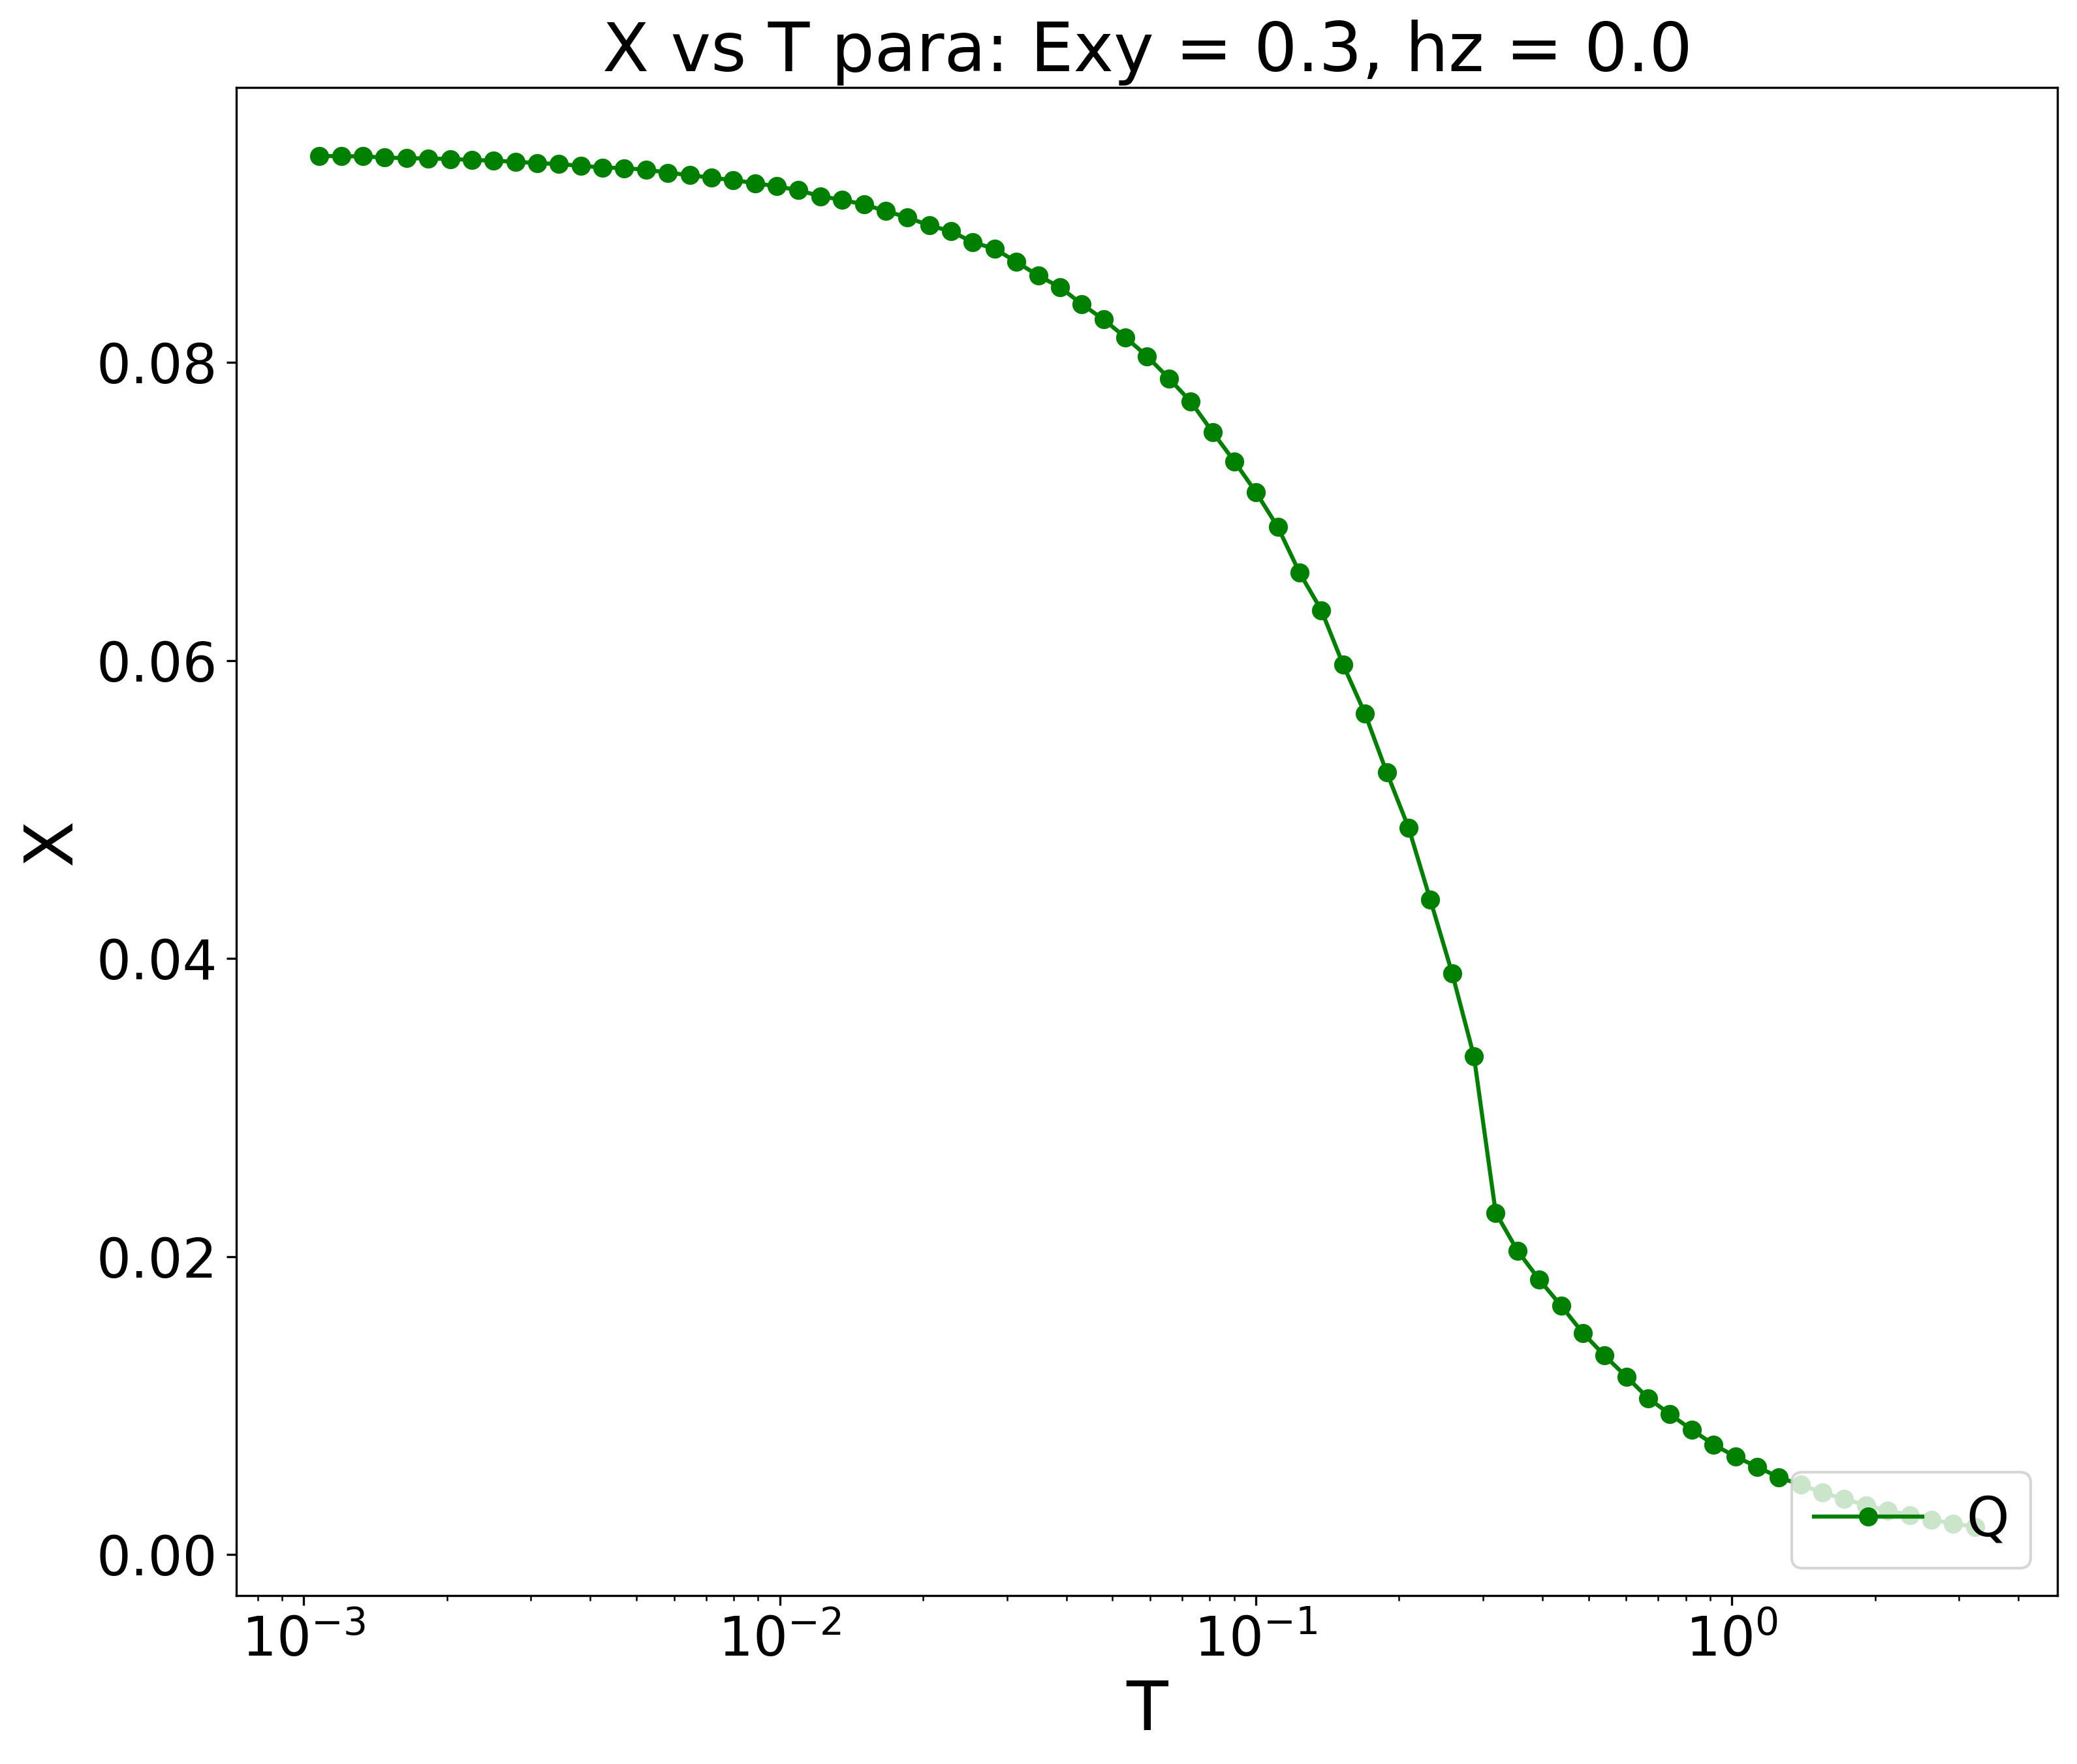 X vs T para: Exy = 0.3, hz = 0.0
X
0.08
0.06
0.04
0.02
0.00
Q
10⁻³ 10⁻² 10⁻¹ 10⁰
T